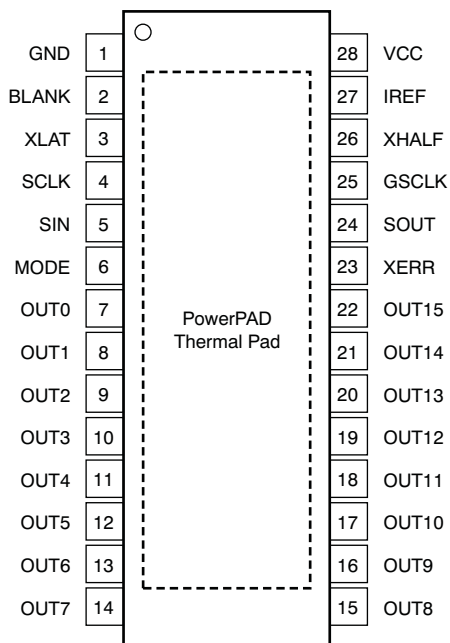 GND 1 28 VCC
BLANK 2 27 IREF
XLAT 3 26 XHALF
SCLK 4 25 GSCLK
SIN 5 24 SOUT
MODE 6 23 XERR
OUT0 7 22 OUT15
PowerPAD
Thermal Pad
OUT1 8 21 OUT14
OUT2 9 20 OUT13
OUT3 10 19 OUT12
OUT4 11 18 OUT11
OUT5 12 17 OUT10
OUT6 13 16 OUT9
OUT7 14 15 OUT8